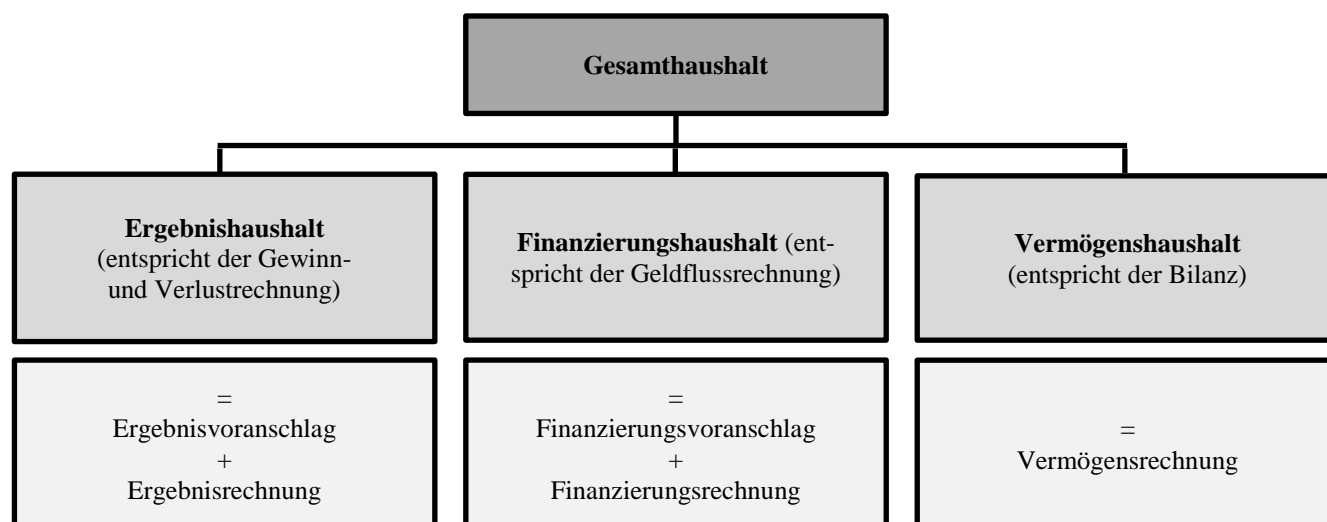 Gesamthaushalt
Ergebnishaushalt
(entspricht der Gewinn-
und Verlustrechnung)
Finanzierungshaushalt (ent-
spricht der Geldflussrechnung)
Vermögenshaushalt
(entspricht der Bilanz)
=
Ergebnisvoranschlag
+
Ergebnisrechnung
=
Finanzierungsvoranschlag
+
Finanzierungsrechnung
=
Vermögensrechnung